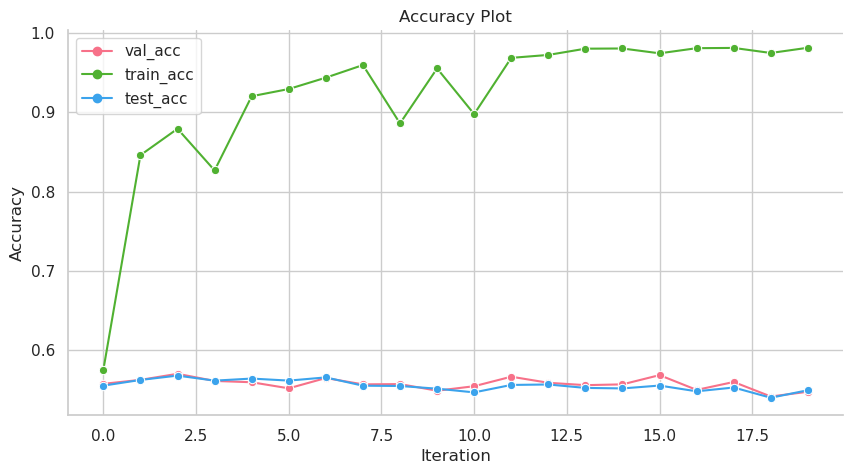 Accuracy Plot
val_acc
train_acc
test_acc
Accuracy
1.0
0.9
0.8
0.7
0.6
0.0 2.5 5.0 7.5 10.0 12.5 15.0 17.5
Iteration